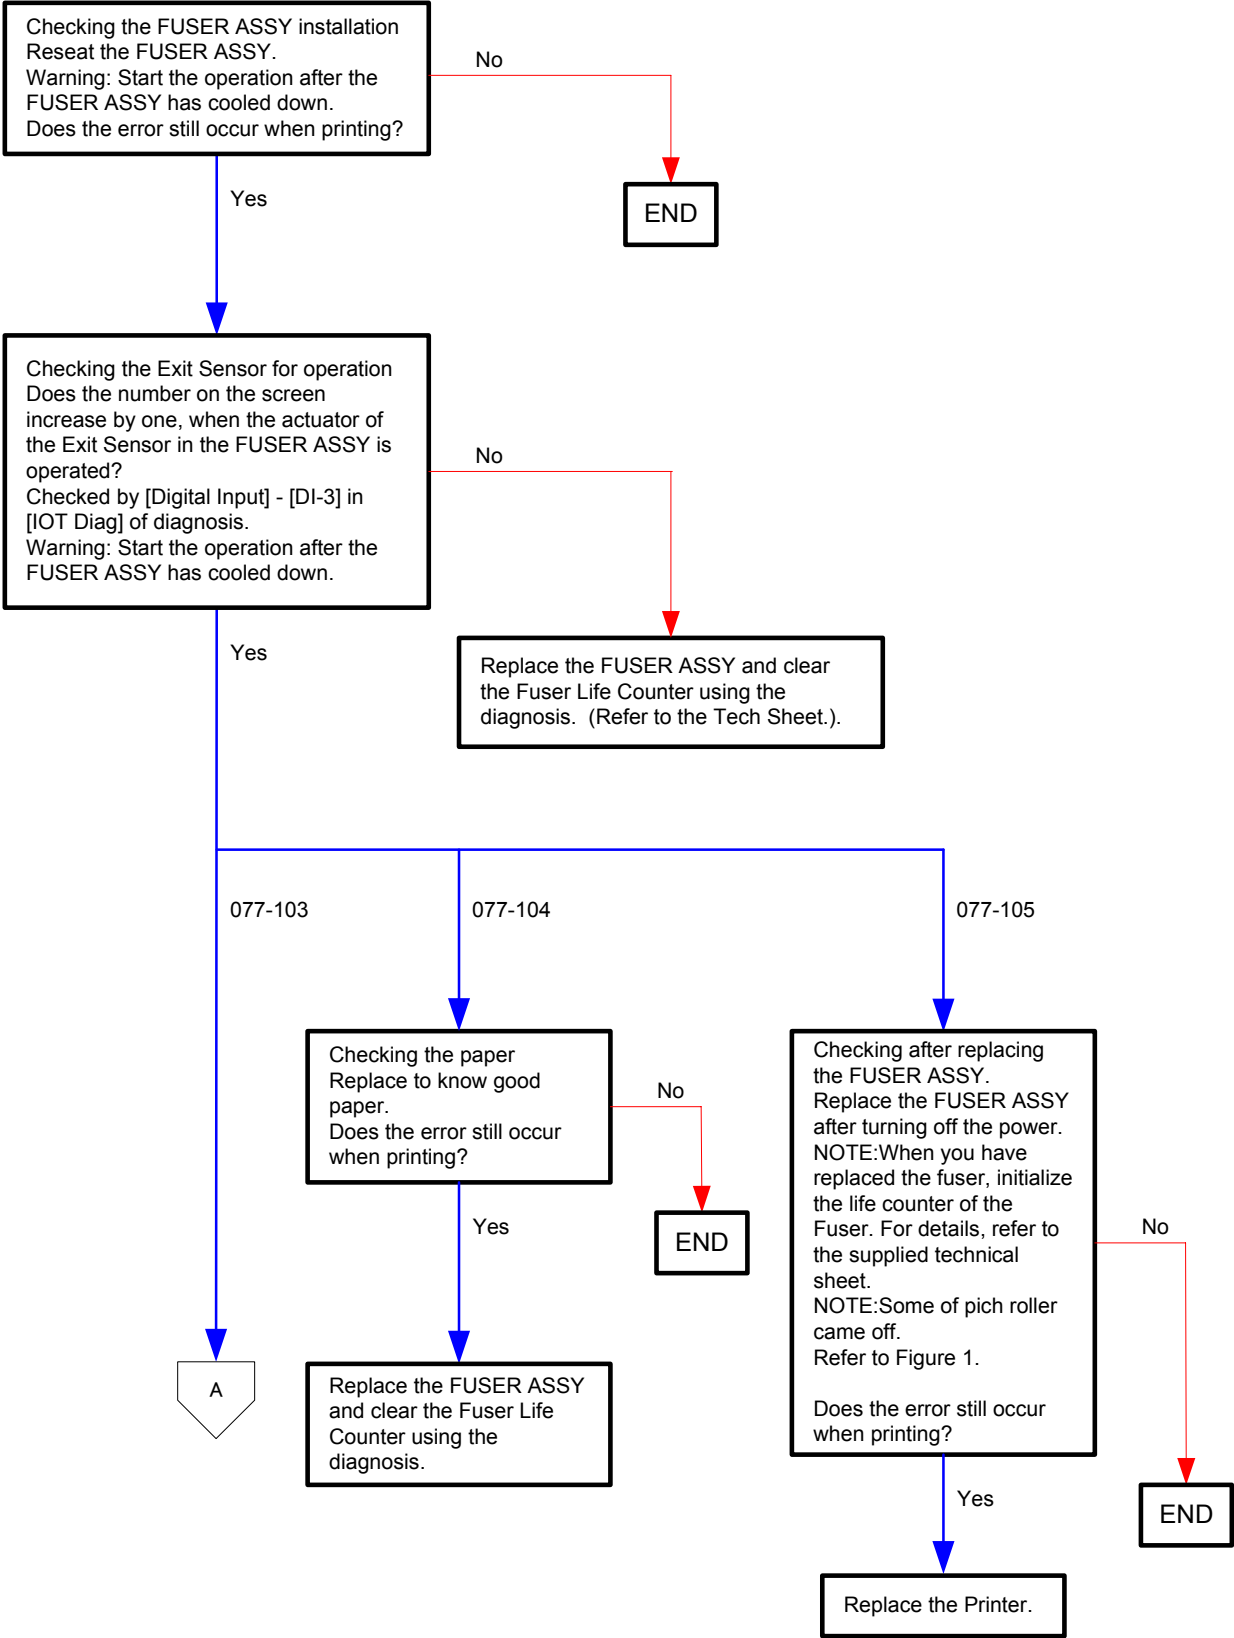 Checking the FUSER ASSY installation
Reseat the FUSER ASSY.
Warning: Start the operation after the
FUSER ASSY has cooled down.
Does the error still occur when printing?
No
END
Yes
Checking the Exit Sensor for operation
Does the number on the screen
increase by one, when the actuator of
the Exit Sensor in the FUSER ASSY is
operated?
Checked by [Digital Input] - [DI-3] in
[IOT Diag] of diagnosis.
Warning: Start the operation after the
FUSER ASSY has cooled down.
No
Yes
Replace the FUSER ASSY and clear
the Fuser Life Counter using the
diagnosis.  (Refer to the Tech Sheet.).
077-103
077-104
077-105
A
Checking the paper
Replace to know good
paper.
Does the error still occur
when printing?
No
END
Yes
Replace the FUSER ASSY
and clear the Fuser Life
Counter using the
diagnosis.
Checking after replacing
the FUSER ASSY.
Replace the FUSER ASSY
after turning off the power.
NOTE:When you have
replaced the fuser, initialize
the life counter of the
Fuser. For details, refer to
the supplied technical
sheet.
NOTE:Some of pich roller
came off.
Refer to Figure 1.
Does the error still occur
when printing?
No
END
Yes
Replace the Printer.